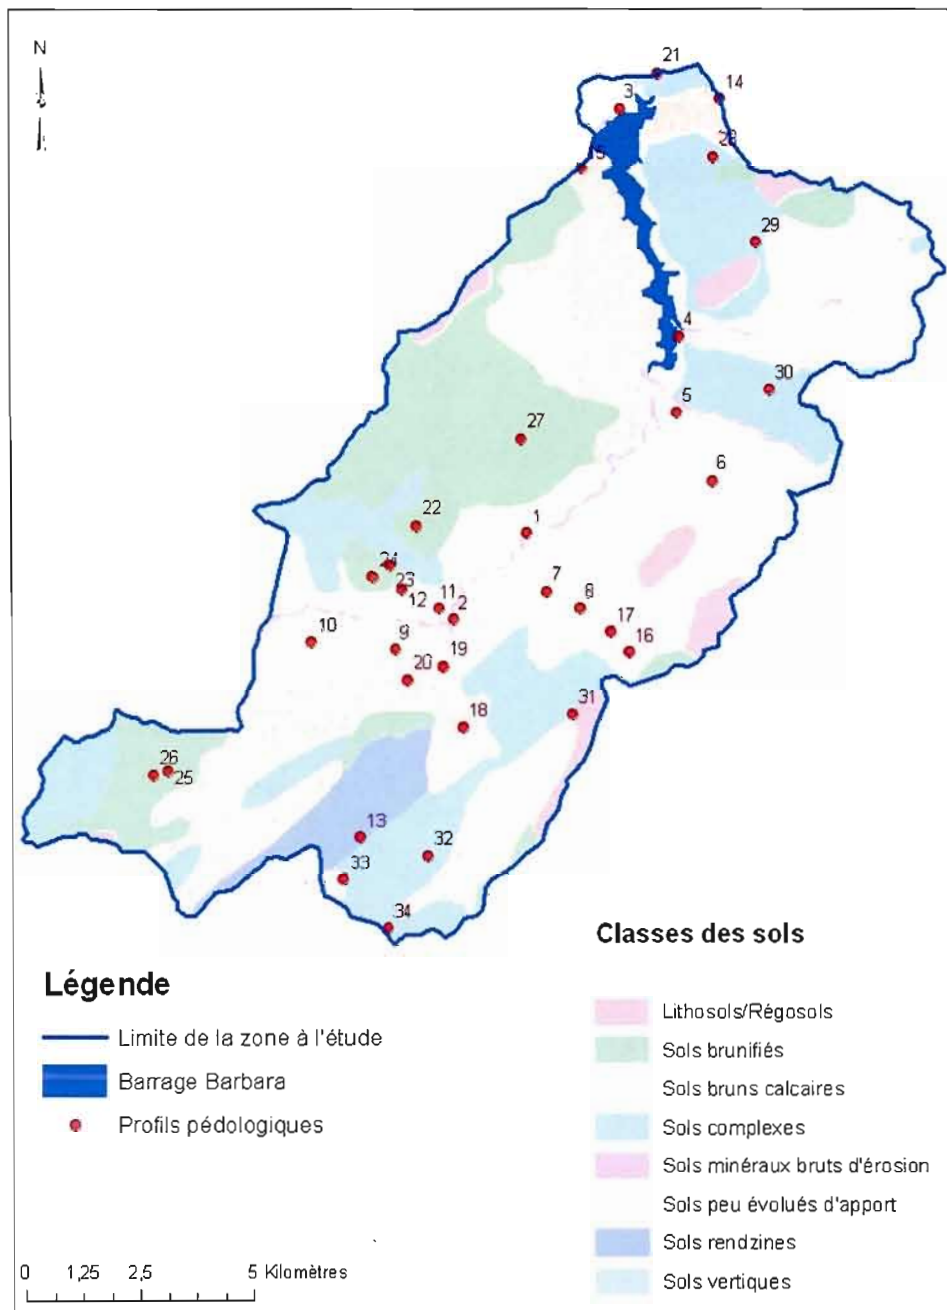 N
21
14
3
28
29
4
30
5
27
6
22
1
24
23
7
11
8
12
2
17
10
9
16
19
20
18
31
26
25
13
32
33
34
Classes des sols
Légende
Lithosols/Régosols
Limite de la zone à l'étude
Sols brunifiés
Barrage Barbara
Sols bruns calcaires
Profils pédologiques
Sols complexes
Sols minéraux bruts d'érosion
Sols peu évolués d'apport
Sols rendzines
Sols vertiques
0 1,25 2,5 5 Kilomètres